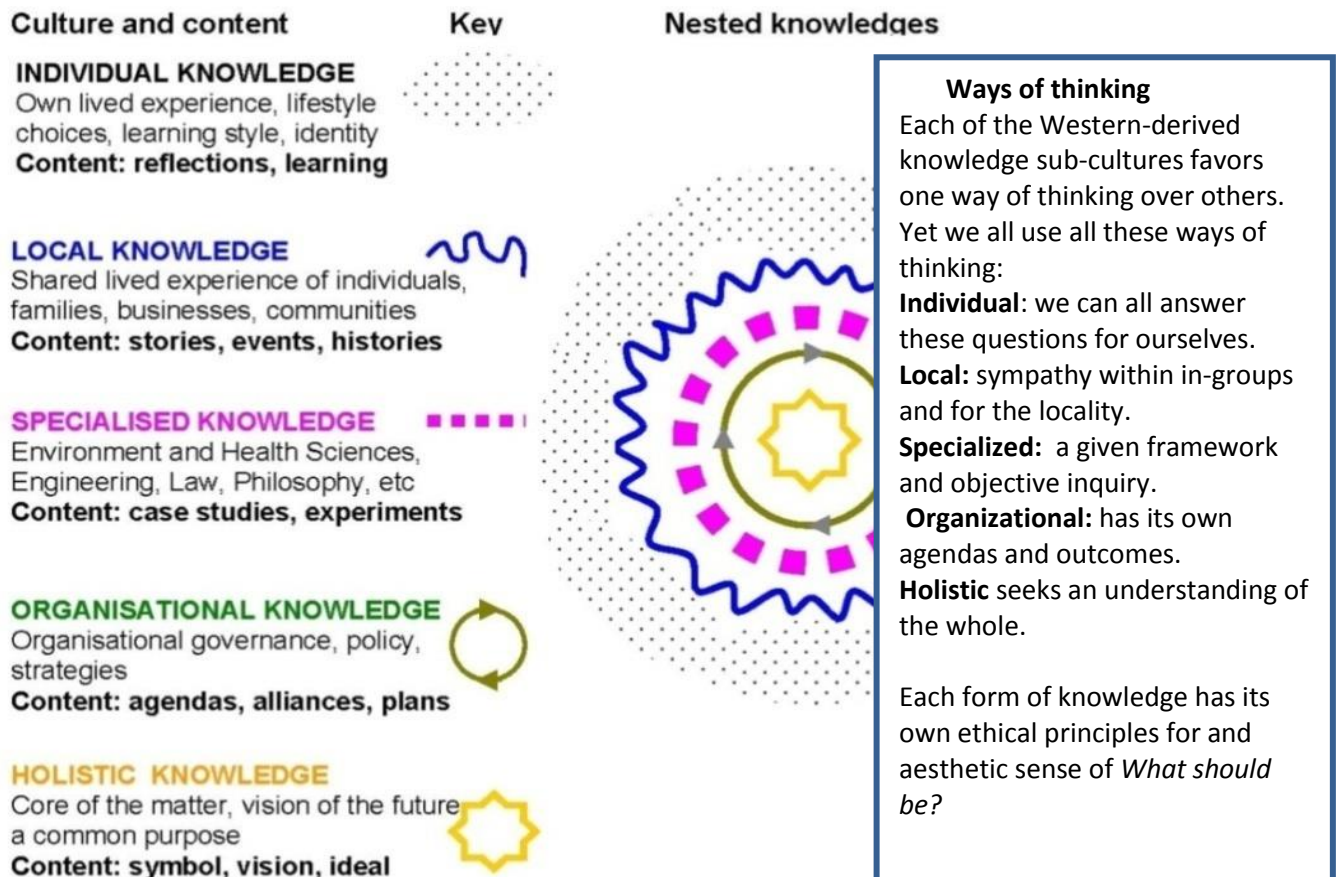 Culture and content
Key
Nested knowledges
INDIVIDUAL KNOWLEDGE
Own lived experience, lifestyle
choices, learning style, identity
Content: reflections, learning
LOCAL KNOWLEDGE
Shared lived experience of individuals,
families, businesses, communities
Content: stories, events, histories
SPECIALISED KNOWLEDGE
Environment and Health Sciences,
Engineering, Law, Philosophy, etc
Content: case studies, experiments
ORGANISATIONAL KNOWLEDGE
Organisational governance, policy,
strategies
Content: agendas, alliances, plans
HOLISTIC KNOWLEDGE
Core of the matter, vision of the future
a common purpose
Content: symbol, vision, ideal
Ways of thinking
Each of the Western-derived
knowledge sub-cultures favors
one way of thinking over others.
Yet we all use all these ways of
thinking:
Individual: we can all answer
these questions for ourselves.
Local: sympathy within in-groups
and for the locality.
Specialized: a given framework
and objective inquiry.
Organizational: has its own
agendas and outcomes.
Holistic seeks an understanding of
the whole.
Each form of knowledge has its
own ethical principles for and
aesthetic sense of What should
be?